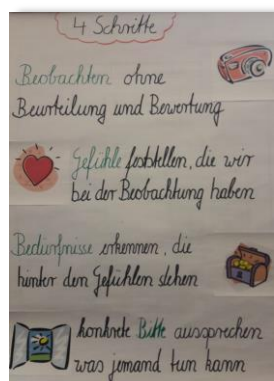 4 Schritte
Beobachten ohne
Beurteilung und Bewertung
Gefühle feststellen, die wir
bei der Beobachtung haben
Bedürfnisse erkennen, die
hinter den Gefühlen stehen
konkrete Bitte aussprechen
was jemand tun kann